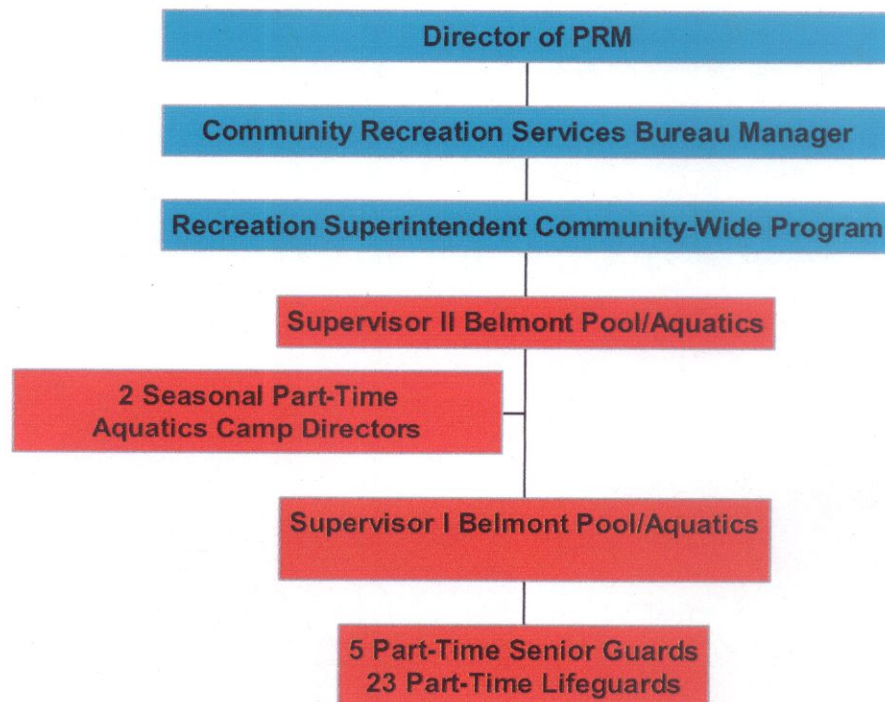 Director of PRM
Community Recreation Services Bureau Manager
Recreation Superintendent Community-Wide Program
Supervisor II Belmont Pool/Aquatics
2 Seasonal Part-Time
Aquatics Camp Directors
Supervisor I Belmont Pool/Aquatics
5 Part-Time Senior Guards
23 Part-Time Lifeguards